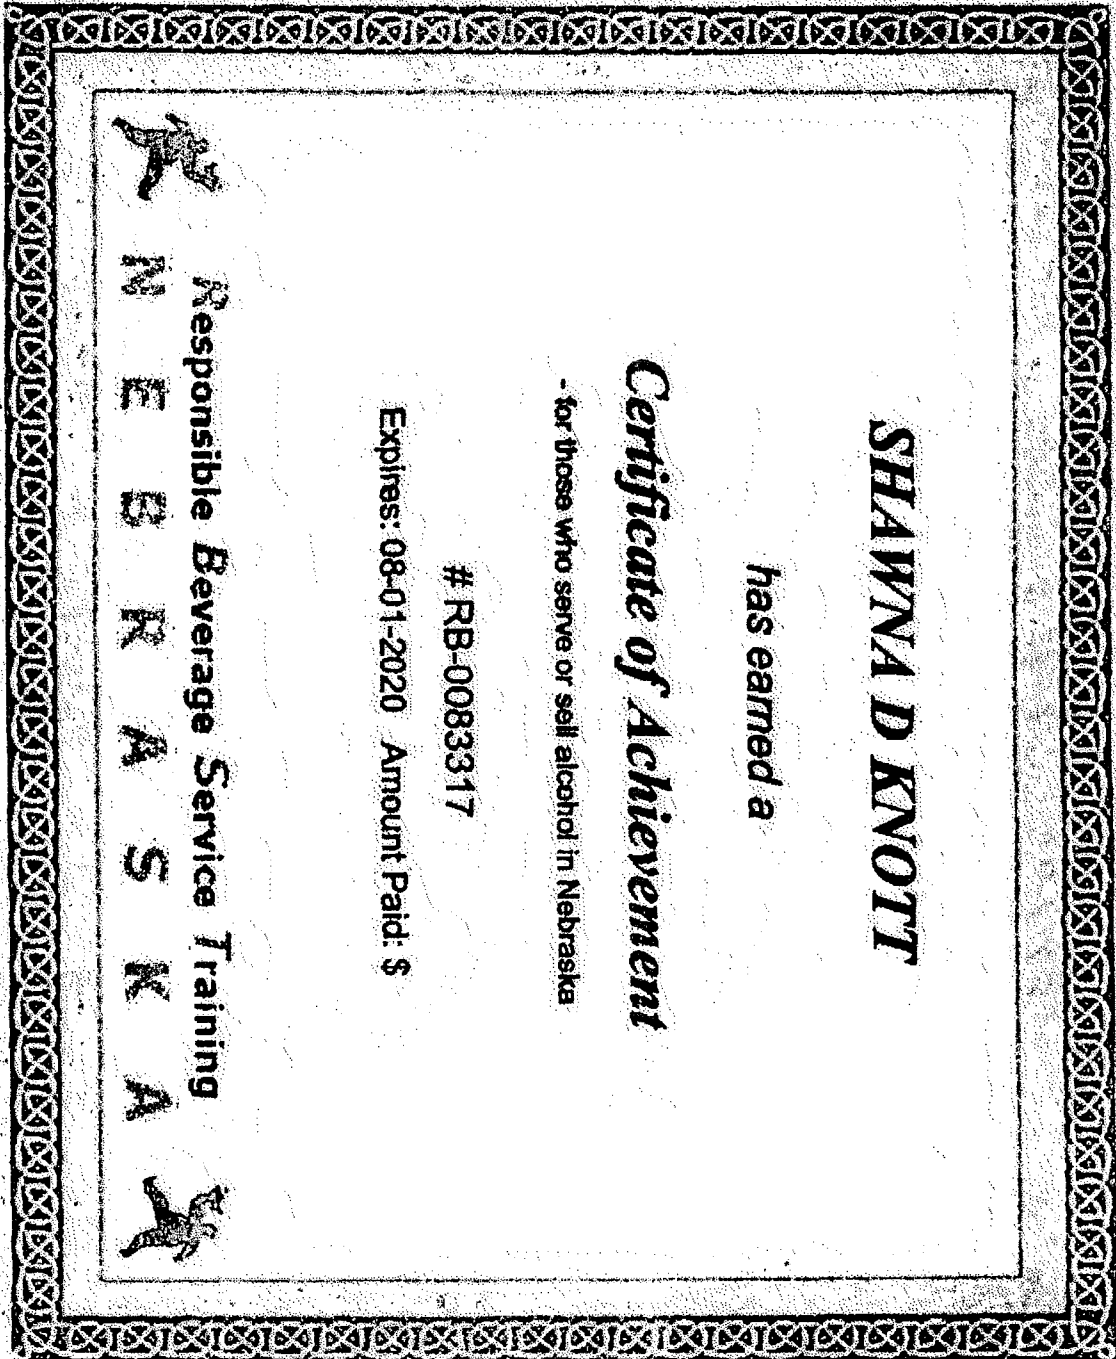 SHAWNA D KNOTT
has earned a
Certificate of Achievement
- for those who serve or sell alcohol in Nebraska
# RB-0083317
Expires: 08-01-2020 Amount Paid: $
Responsible Beverage Service Training
NEBRASKA